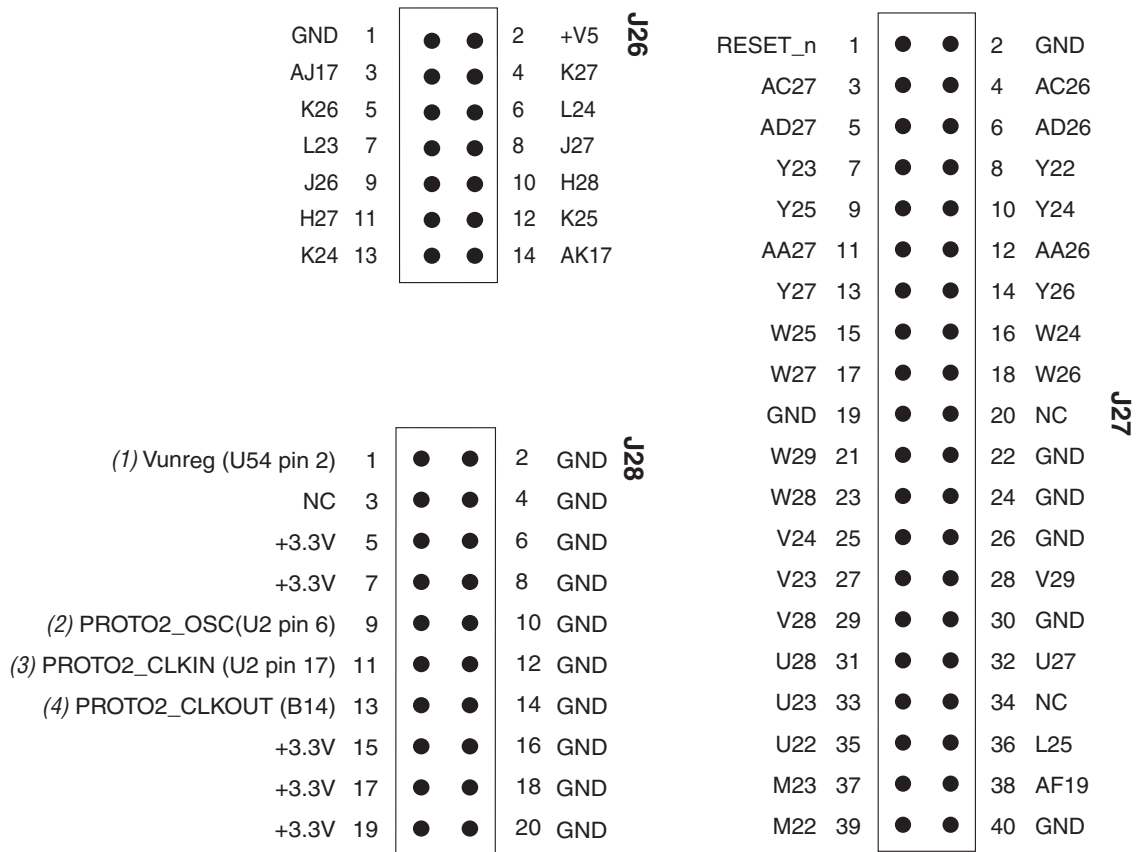 J26
GND 1 2 +V5
AJ17 3 4 K27
K26 5 6 L24
L23 7 8 J27
J26 9 10 H28
H27 11 12 K25
K24 13 14 AK17
J28
(1) Vunreg (U54 pin 2) 1 2 GND
NC 3 4 GND
+3.3V 5 6 GND
+3.3V 7 8 GND
(2) PROTO2_OSC(U2 pin 6) 9 10 GND
(3) PROTO2_CLKIN (U2 pin 17) 11 12 GND
(4) PROTO2_CLKOUT (B14) 13 14 GND
+3.3V 15 16 GND
+3.3V 17 18 GND
+3.3V 19 20 GND
J27
RESET_n 1 2 GND
AC27 3 4 AC26
AD27 5 6 AD26
Y23 7 8 Y22
Y25 9 10 Y24
AA27 11 12 AA26
Y27 13 14 Y26
W25 15 16 W24
W27 17 18 W26
GND 19 20 NC
W29 21 22 GND
W28 23 24 GND
V24 25 26 GND
V23 27 28 V29
V28 29 30 GND
U28 31 32 U27
U23 33 34 NC
U22 35 36 L25
M23 37 38 AF19
M22 39 40 GND